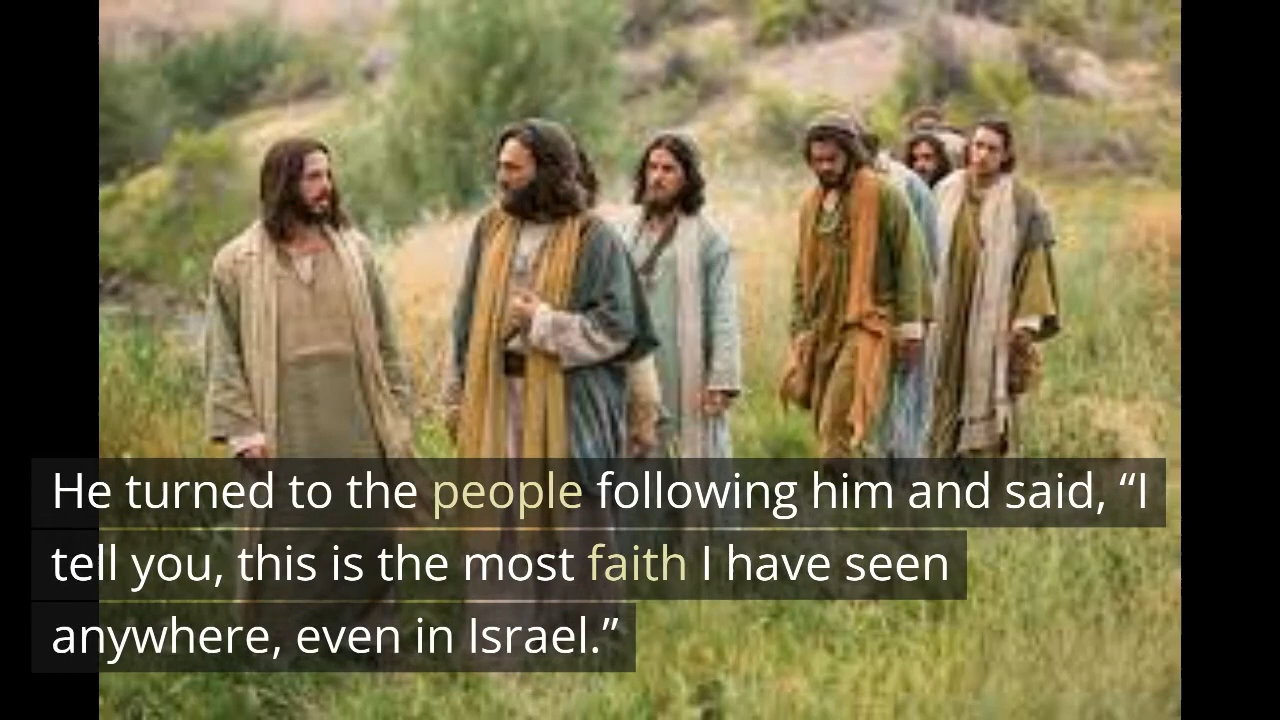 He turned to the people following him and said, “I
tell you, this is the most faith I have seen
anywhere, even in Israel.”